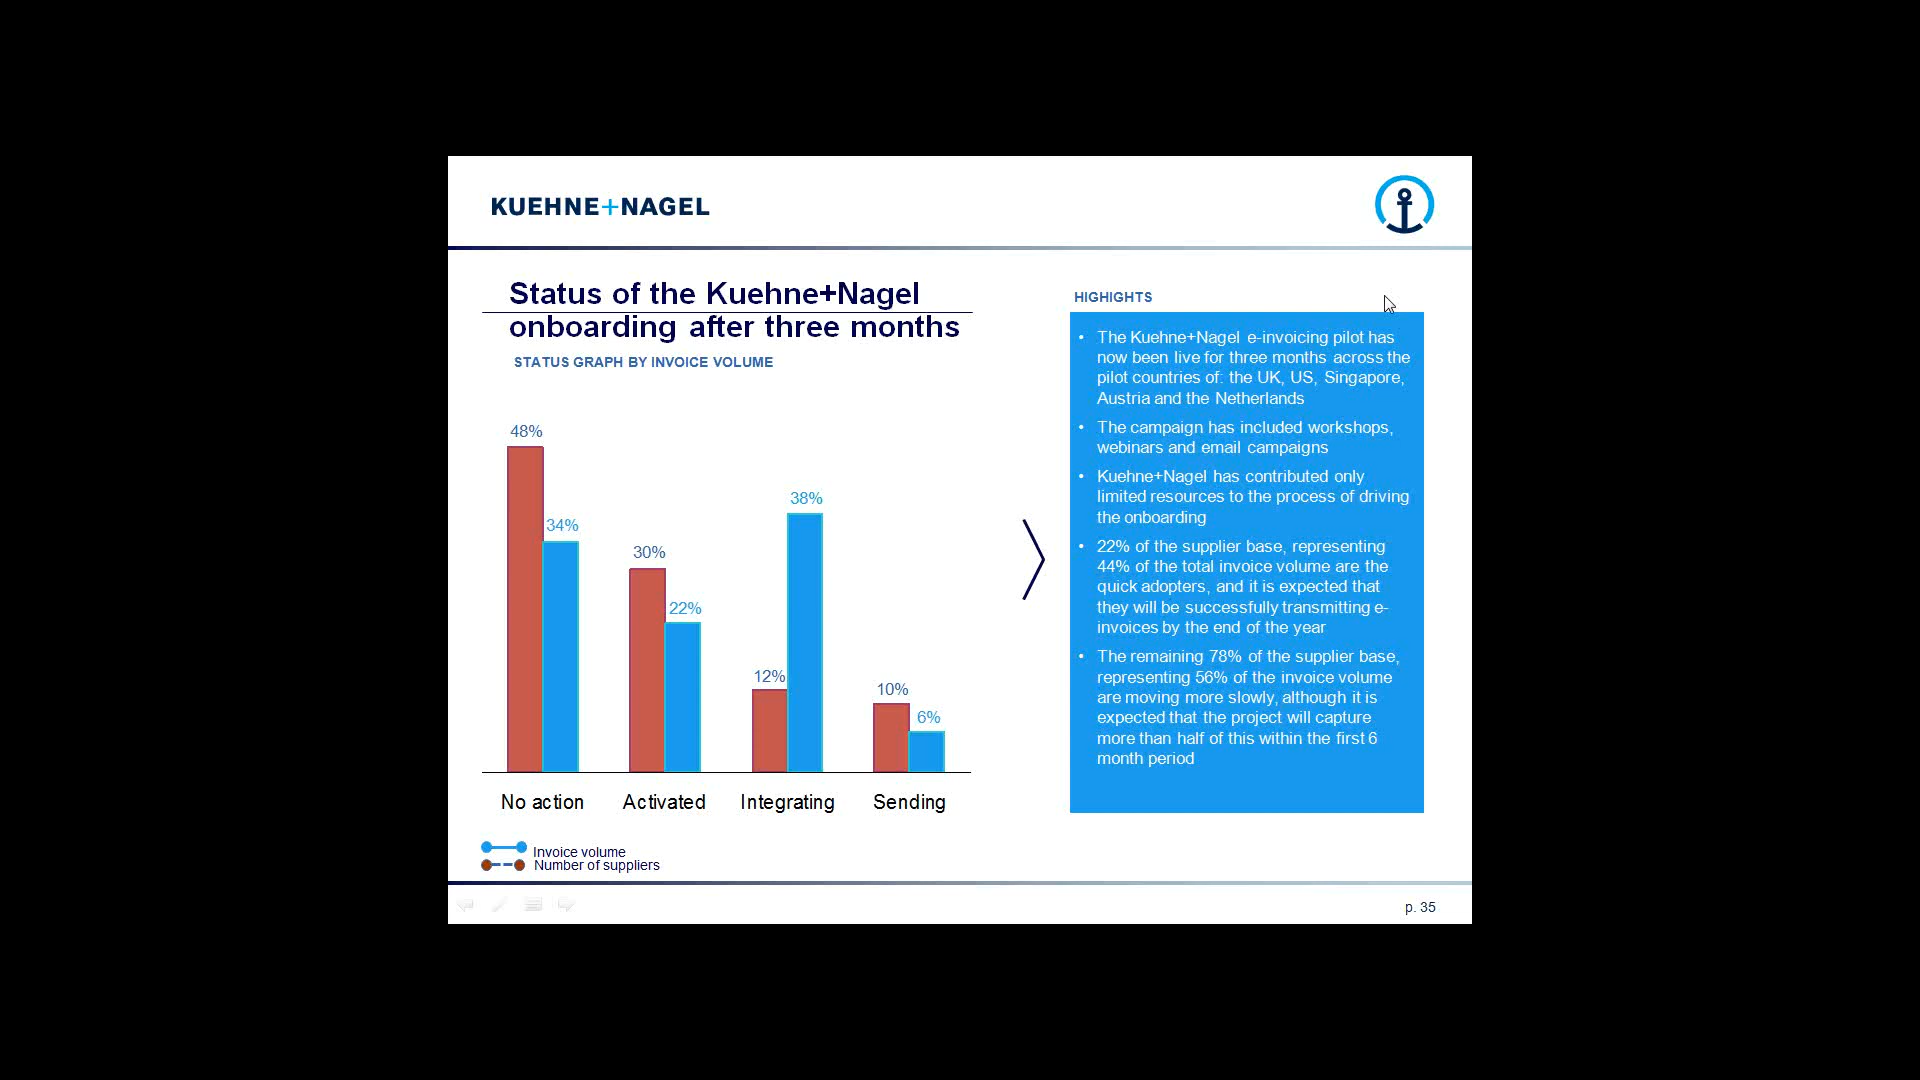 KUEHNE+NAGEL
Status of the Kuehne+Nagel
onboarding after three months
STATUS GRAPH BY INVOICE VOLUME
48%
34%
30%
22%
12%
38%
10%
6%
No action
Activated
Integrating
Sending
Invoice volume
Number of suppliers
HIGHIGHTS
• The Kuehne+Nagel e-invoicing pilot has
now been live for three months across the
pilot countries of: the UK, US, Singapore,
Austria and the Netherlands
• The campaign has included workshops,
webinars and email campaigns
• Kuehne+Nagel has contributed only
limited resources to the process of driving
the onboarding
• 22% of the supplier base, representing
44% of the total invoice volume are the
quick adopters, and it is expected that
they will be successfully transmitting e-
invoices by the end of the year
• The remaining 78% of the supplier base,
representing 56% of the invoice volume
are moving more slowly, although it is
expected that the project will capture
more than half of this within the first 6
month period
p. 35